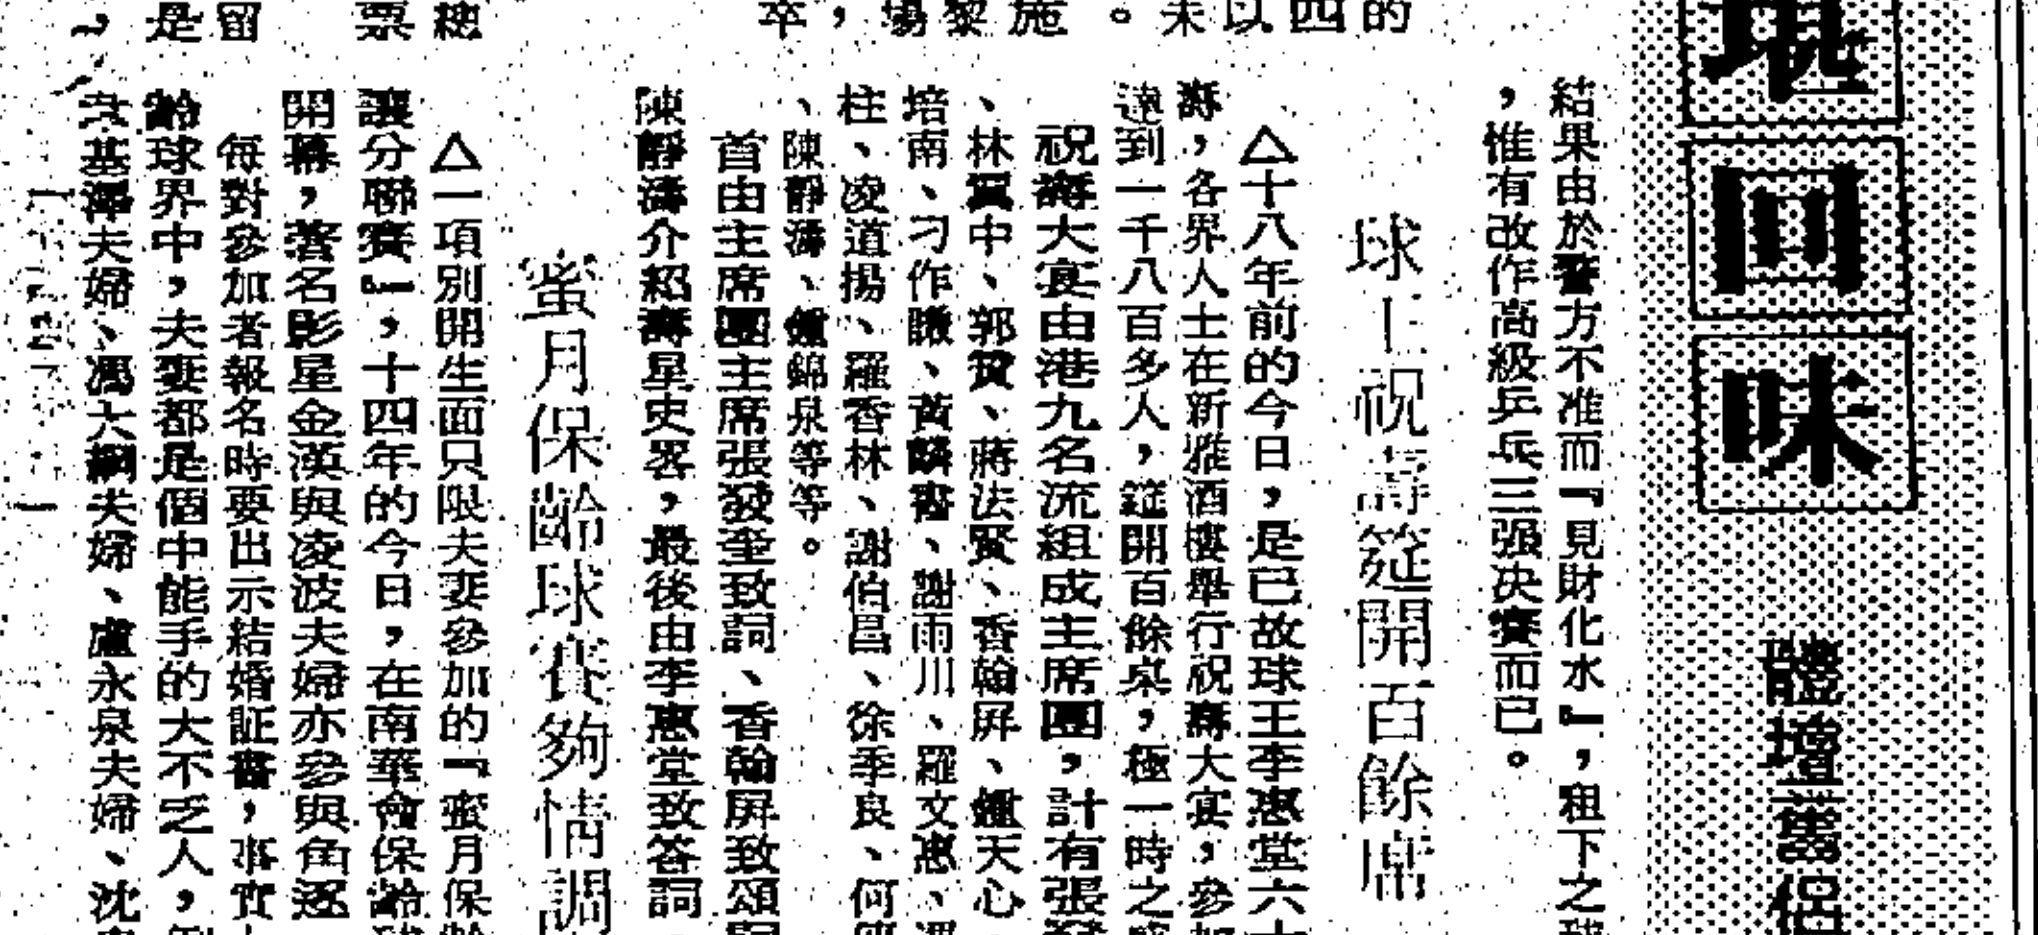 堪回味
體壇舊侶
結果由於警方不准而『見財化水』，租下之
，惟有改作高級乒乓三强决賽而已。
球王祝壽筵開百餘席
△十八年前的今日，是已故球王李惠堂六十
壽，各界人士在新雅酒樓舉行祝壽大宴，參加
達到一千八百多人，筵開百餘桌，極一時之盛
祝壽大宴由港九名流組成主席團，計有張發
、林翼中、郭贊、蔣法賢、香翰屏、鍾天心、
培南、刁作謙、黃麟書、謝雨川、羅文惠、馮
柱、凌道揚、羅香林、謝伯昌、徐季良、何
、陳靜濤、鍾錦泉等等。
首由主席團主席張發奎致詞、香翰屏致頌詞
陳靜濤介紹壽星史畧，最後由李惠堂致答詞。
蜜月保齡球賽夠情調
△一項別開生面只限夫妻參加的『蜜月保齡
讓分聯賽』，十四年的今日，在南華會保齡球
開幕，著名影星金漢與凌波夫婦亦參與角逐
每對參加者報名時要出示結婚証書，事實上
齡球界中，夫妻都是個中能手的大不乏人，例
基澤夫婦、馮大綱夫婦、盧永泉夫婦、沈
的四以未。施黎場，卒
總票
留是，